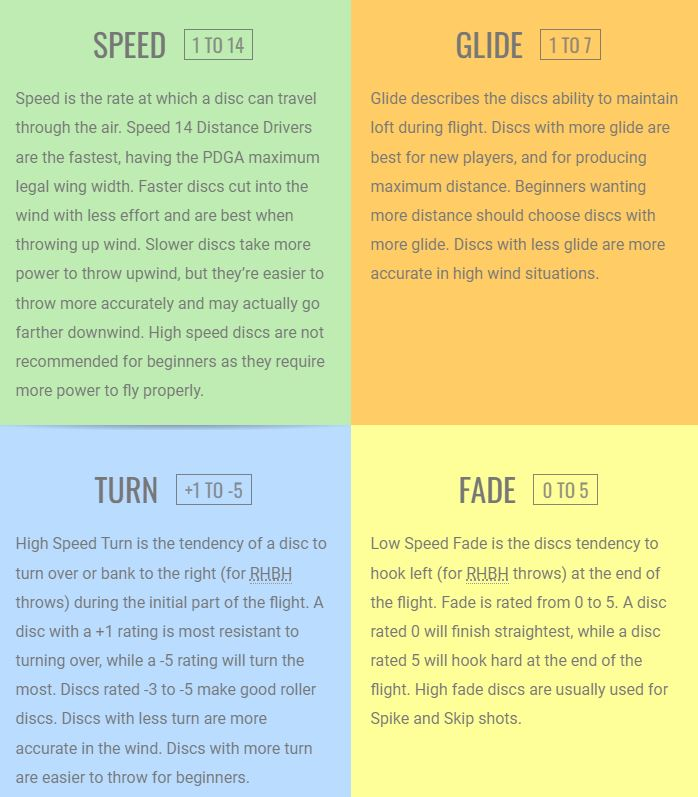 SPEED 1 TO 14
Speed is the rate at which a disc can travel
through the air. Speed 14 Distance Drivers
are the fastest, having the PDGA maximum
legal wing width. Faster discs cut into the
wind with less effort and are best when
throwing up wind. Slower discs take more
power to throw upwind, but they’re easier to
throw more accurately and may actually go
farther downwind. High speed discs are not
recommended for beginners as they require
more power to fly properly.
GLIDE 1 TO 7
Glide describes the discs ability to maintain
loft during flight. Discs with more glide are
best for new players, and for producing
maximum distance. Beginners wanting
more distance should choose discs with
more glide. Discs with less glide are more
accurate in high wind situations.
TURN +1 TO -5
High Speed Turn is the tendency of a disc to
turn over or bank to the right (for RHBH
throws) during the initial part of the flight. A
disc with a +1 rating is most resistant to
turning over, while a -5 rating will turn the
most. Discs rated -3 to -5 make good roller
discs. Discs with less turn are more
accurate in the wind. Discs with more turn
are easier to throw for beginners.
FADE 0 TO 5
Low Speed Fade is the discs tendency to
hook left (for RHBH throws) at the end of
the flight. Fade is rated from 0 to 5. A disc
rated 0 will finish straightest, while a disc
rated 5 will hook hard at the end of the
flight. High fade discs are usually used for
Spike and Skip shots.